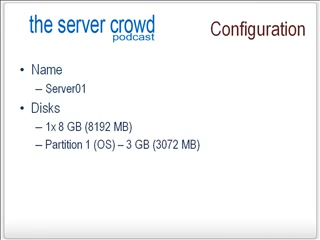 the server crowd
podcast
Configuration
• Name
– Server01
• Disks
– 1x 8 GB (8192 MB)
– Partition 1 (OS) – 3 GB (3072 MB)